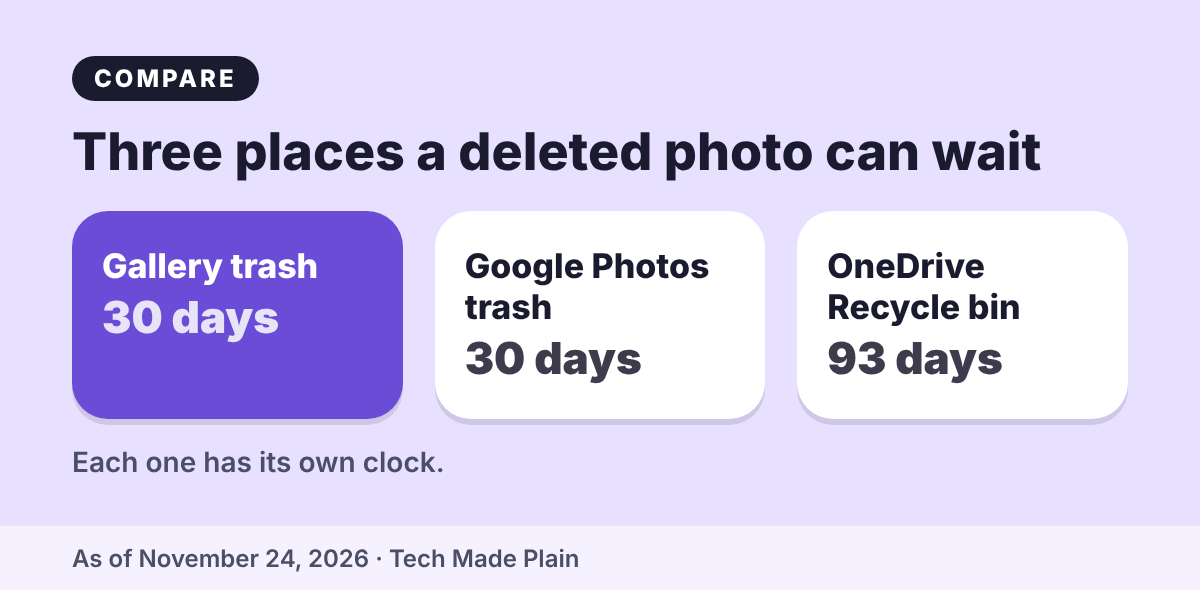 COMPARE
Three places a deleted photo can wait
Gallery trash
30 days
Google Photos
trash
30 days
OneDrive
Recycle bin
93 days
Each one has its own clock.
As of November 24, 2026 · Tech Made Plain